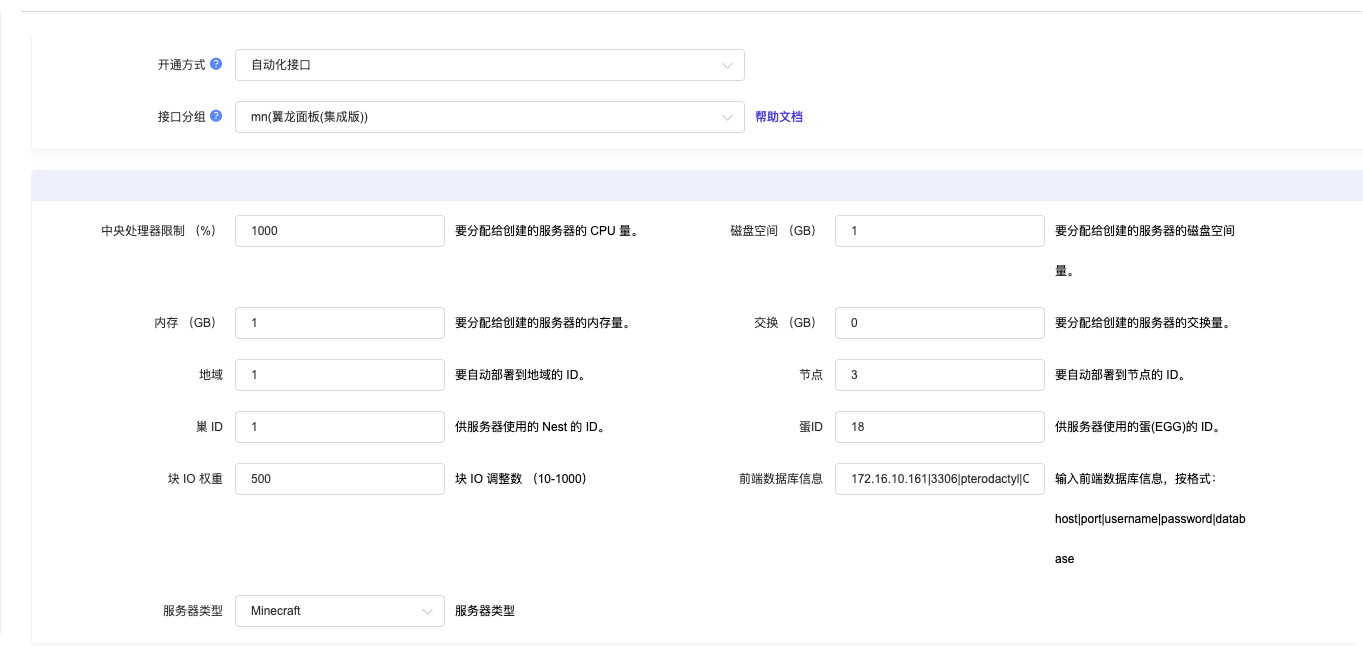 开通方式 ? 自动化接口
接口分组 ? mn(翼龙面板(集成版)) 帮助文档
中央处理器限制 （%） 1000 要分配给创建的服务器的 CPU 量。 磁盘空间 （GB） 1 要分配给创建的服务器的磁盘空间
量。
内存 （GB） 1 要分配给创建的服务器的内存量。 交换 （GB） 0 要分配给创建的服务器的交换量。
地域 1 要自动部署到地域的 ID。 节点 3 要自动部署到节点的 ID。
巢 ID 1 供服务器使用的 Nest 的 ID。 蛋ID 18 供服务器使用的蛋(EGG)的 ID。
块 IO 权重 500 块 IO 调整数 （10-1000） 前端数据库信息 172.16.10.161|3306|pterodactyl|C 输入前端数据库信息，按格式：
host|port|username|password|datab
ase
服务器类型 Minecraft 服务器类型